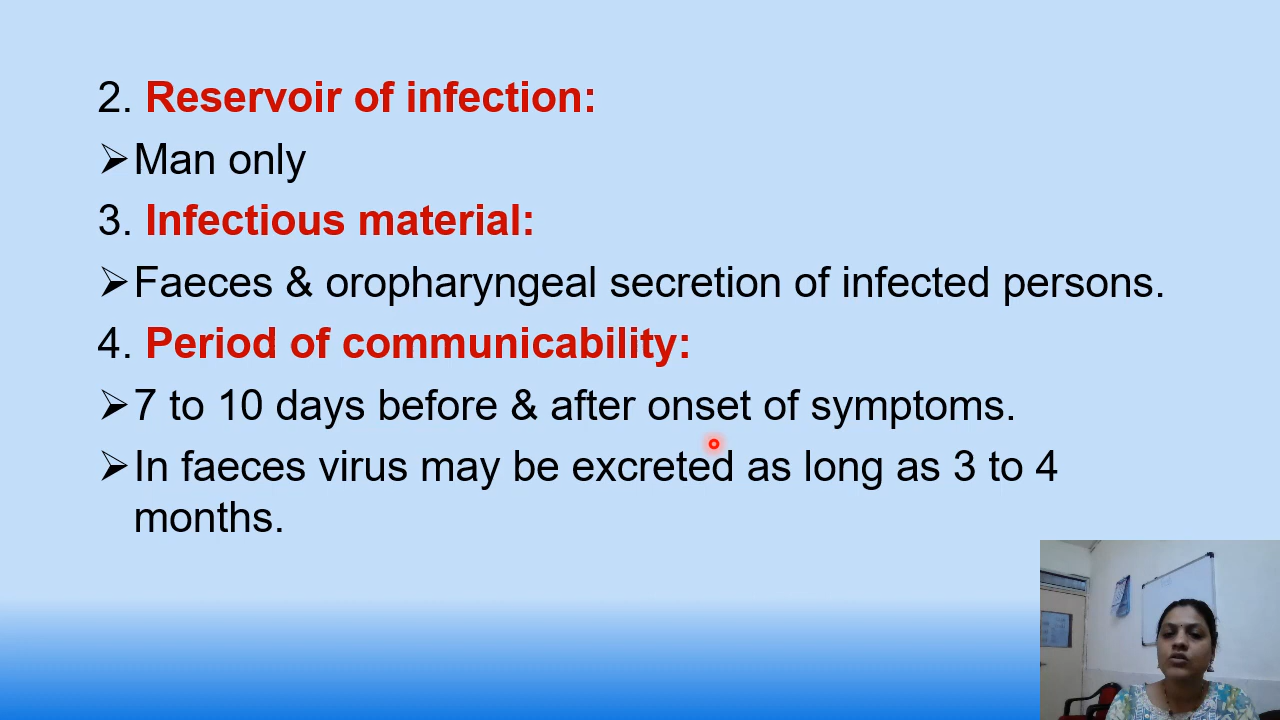 2. Reservoir of infection:
➢Man only
3. Infectious material:
➢Faeces & oropharyngeal secretion of infected persons.
4. Period of communicability:
➢7 to 10 days before & after onset of symptoms.
➢In faeces virus may be excreted as long as 3 to 4
months.